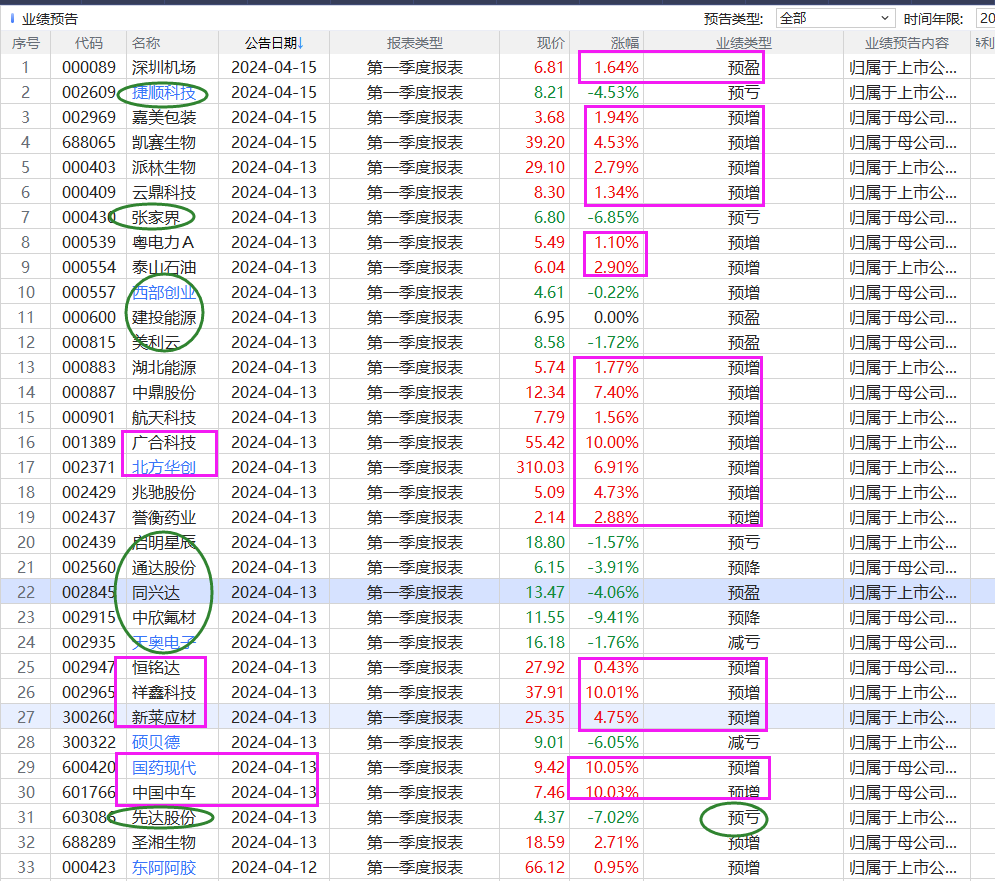 业绩预告 预告类型: 全部 时间年限: 20
序号 代码 名称 公告日期↓ 报表类型 现价 涨幅 业绩类型 业绩预告内容 净利
1 000089 深圳机场 2024-04-15 第一季度报表 6.81 1.64% 预盈 归属于上市公...
2 002609 捷顺科技 2024-04-15 第一季度报表 8.21 -4.53% 预亏 归属于上市公...
3 002969 嘉美包装 2024-04-15 第一季度报表 3.68 1.94% 预增 归属于母公司...
4 688065 凯赛生物 2024-04-15 第一季度报表 39.20 4.53% 预增 归属于母公司...
5 000403 派林生物 2024-04-13 第一季度报表 29.10 2.79% 预增 归属于上市公...
6 000409 云鼎科技 2024-04-13 第一季度报表 8.30 1.34% 预增 归属于上市公...
7 000430 张家界 2024-04-13 第一季度报表 6.80 -6.85% 预亏 归属于母公司...
8 000539 粤电力A 2024-04-13 第一季度报表 5.49 1.10% 预增 归属于母公司...
9 000554 泰山石油 2024-04-13 第一季度报表 6.04 2.90% 预增 归属于母公司...
10 000557 西部创业 2024-04-13 第一季度报表 4.61 -0.22% 预增 归属于母公司...
11 000600 建投能源 2024-04-13 第一季度报表 6.95 0.00% 预盈 归属于母公司...
12 000815 美利云 2024-04-13 第一季度报表 8.58 -1.72% 预盈 归属于母公司...
13 000883 湖北能源 2024-04-13 第一季度报表 5.74 1.77% 预增 归属于上市公...
14 000887 中鼎股份 2024-04-13 第一季度报表 12.34 7.40% 预增 归属于母公司...
15 000901 航天科技 2024-04-13 第一季度报表 7.79 1.56% 预增 归属于上市公...
16 001389 广合科技 2024-04-13 第一季度报表 55.42 10.00% 预增 归属于母公司...
17 002371 北方华创 2024-04-13 第一季度报表 310.03 6.91% 预增 归属于上市公...
18 002429 兆驰股份 2024-04-13 第一季度报表 5.09 4.73% 预增 归属于上市公...
19 002437 誉衡药业 2024-04-13 第一季度报表 2.14 2.88% 预增 归属于上市公...
20 002439 启明星辰 2024-04-13 第一季度报表 18.80 -1.57% 预亏 归属于上市公...
21 002560 通达股份 2024-04-13 第一季度报表 6.15 -3.91% 预降 归属于上市公...
22 002845 同兴达 2024-04-13 第一季度报表 13.47 -4.06% 预盈 归属于上市公...
23 002915 中欣氟材 2024-04-13 第一季度报表 11.55 -9.41% 预降 归属于母公司...
24 002935 天奥电子 2024-04-13 第一季度报表 16.18 -1.76% 减亏 归属于母公司...
25 002947 恒铭达 2024-04-13 第一季度报表 27.92 0.43% 预增 归属于母公司...
26 002965 祥鑫科技 2024-04-13 第一季度报表 37.91 10.01% 预增 归属于母公司...
27 300260 新莱应材 2024-04-13 第一季度报表 25.35 4.75% 预增 归属于上市公...
28 300322 硕贝德 2024-04-13 第一季度报表 9.01 -6.05% 减亏 归属于上市公...
29 600420 国药现代 2024-04-13 第一季度报表 9.42 10.05% 预增 归属于母公司...
30 601766 中国中车 2024-04-13 第一季度报表 7.46 10.03% 预增 归属于母公司...
31 603086 先达股份 2024-04-13 第一季度报表 4.37 -7.02% 预亏 归属于母公司...
32 688289 圣湘生物 2024-04-13 第一季度报表 18.59 2.71% 预增 归属于上市公...
33 000423 东阿阿胶 2024-04-12 第一季度报表 66.12 0.95% 预增 归属于上市公...